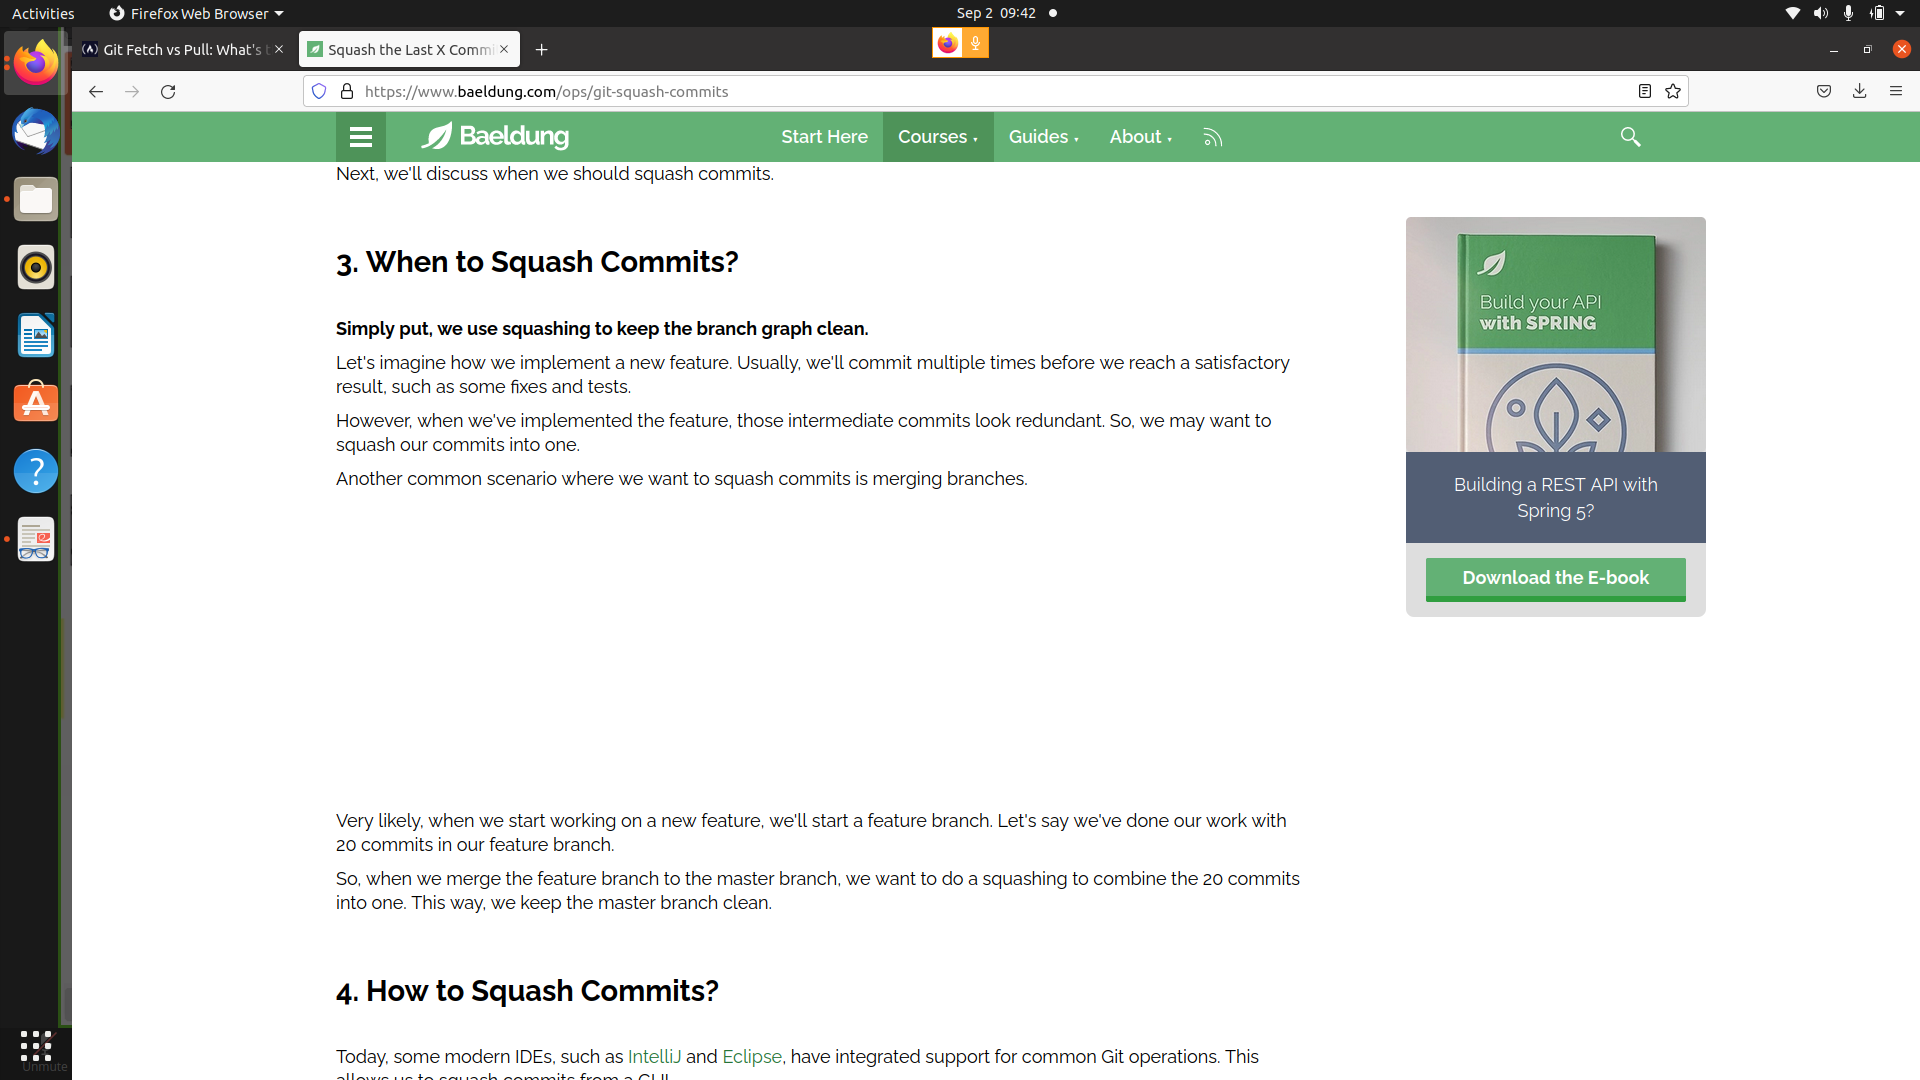 Activities
Firefox Web Browser
Sep 2 09:42
Git Fetch vs Pull: What's t
Squash the Last X Commi
https://www.baeldung.com/ops/git-squash-commits
Baeldung
Start Here
Courses
Guides
About
Next, we'll discuss when we should squash commits.
3. When to Squash Commits?
Simply put, we use squashing to keep the branch graph clean.
Let's imagine how we implement a new feature. Usually, we'll commit multiple times before we reach a satisfactory
result, such as some fixes and tests.
However, when we've implemented the feature, those intermediate commits look redundant. So, we may want to
squash our commits into one.
Another common scenario where we want to squash commits is merging branches.
Build your API
with SPRING
Building a REST API with
Spring 5?
Download the E-book
Very likely, when we start working on a new feature, we'll start a feature branch. Let's say we've done our work with
20 commits in our feature branch.
So, when we merge the feature branch to the master branch, we want to do a squashing to combine the 20 commits
into one. This way, we keep the master branch clean.
4. How to Squash Commits?
Today, some modern IDEs, such as IntelliJ and Eclipse, have integrated support for common Git operations. This
allows us to squash commits from a GUI.
Unmute